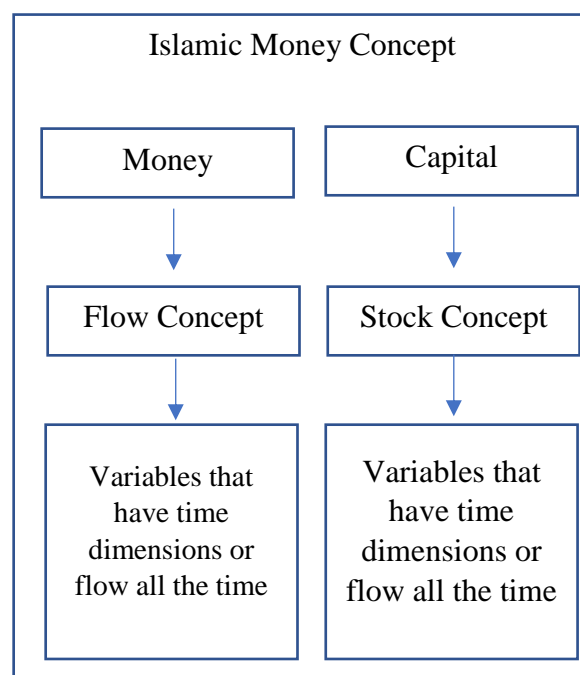 Islamic Money Concept
Money
Capital
Flow Concept
Stock Concept
Variables that
have time
dimensions or
flow all the time
Variables that
have time
dimensions or
flow all the time